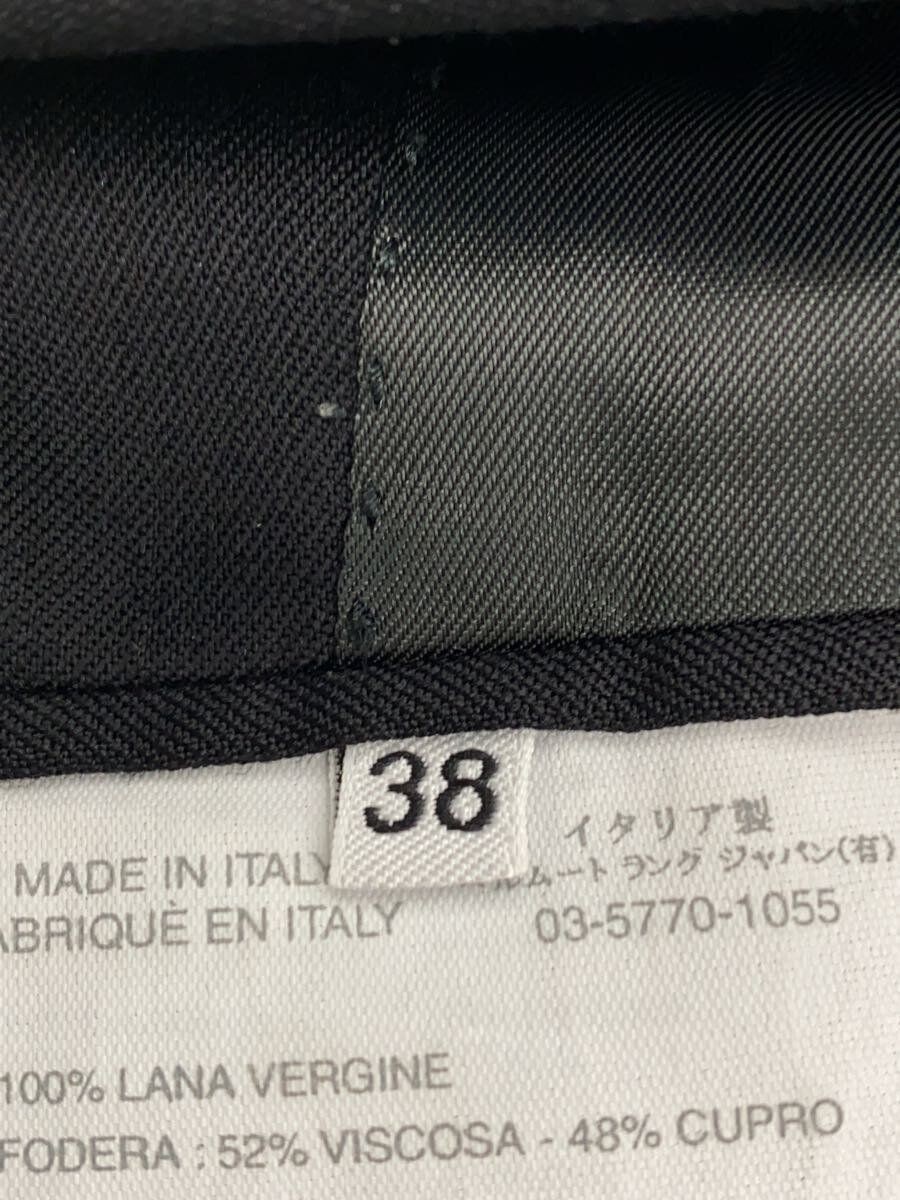 38
MADE IN ITALY
FABRIQUÈ EN ITALY
イタリア製
ルムート ラング ジャパン(有)
03-5770-1055
100% LANA VERGINE
FODERA : 52% VISCOSA - 48% CUPRO